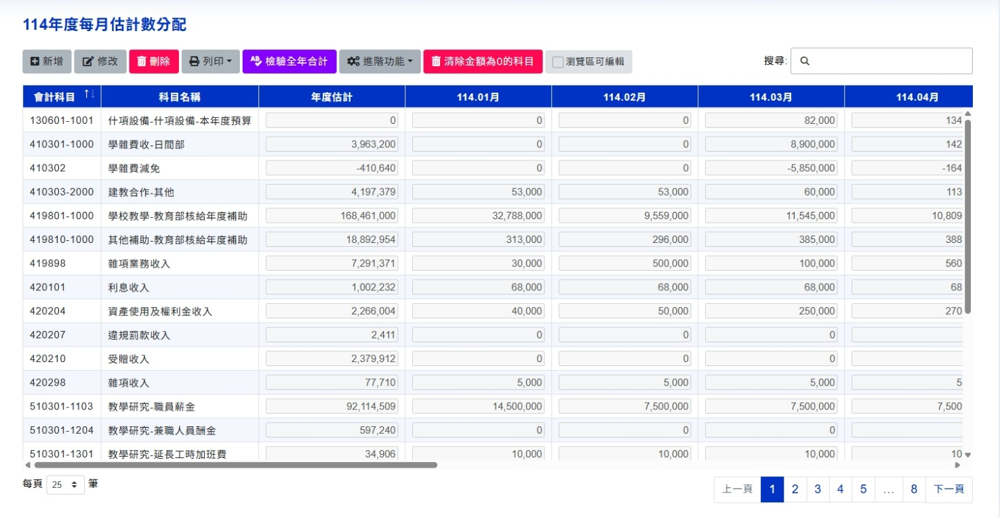 114年度每月估計數分配
新增 修改 刪除 列印 檢驗全年合計 進階功能 清除金額為0的科目 瀏覽區可編輯 搜尋:
會計科目 科目名稱 年度估計 114.01月 114.02月 114.03月 114.04月
130601-1001 什項設備-什項設備-本年度預算 0 0 0 82,000 134
410301-1000 學雜費收-日間部 3,963,200 0 0 8,900,000 142
410302 學雜費減免 -410,640 0 0 -5,850,000 -164
410303-2000 建教合作-其他 4,197,379 53,000 53,000 60,000 113
419801-1000 學校教學-教育部核給年度補助 168,461,000 32,788,000 9,559,000 11,545,000 10,809
419810-1000 其他補助-教育部核給年度補助 18,892,954 313,000 296,000 385,000 388
419898 雜項業務收入 7,291,371 30,000 500,000 100,000 560
420101 利息收入 1,002,232 68,000 68,000 68,000 68
420204 資產使用及權利金收入 2,266,004 40,000 50,000 250,000 270
420207 違規罰款收入 2,411 0 0 0
420210 受贈收入 2,379,912 0 0 0
420298 雜項收入 77,710 5,000 5,000 5,000 5
510301-1103 教學研究-職員薪金 92,114,509 14,500,000 7,500,000 7,500,000 7,500
510301-1204 教學研究-兼職人員酬金 597,240 0 0 0
510301-1301 教學研究-延長工時加班費 34,906 10,000 10,000 10,000 10
每頁 25 筆 上一頁 1 2 3 4 5 ... 8 下一頁